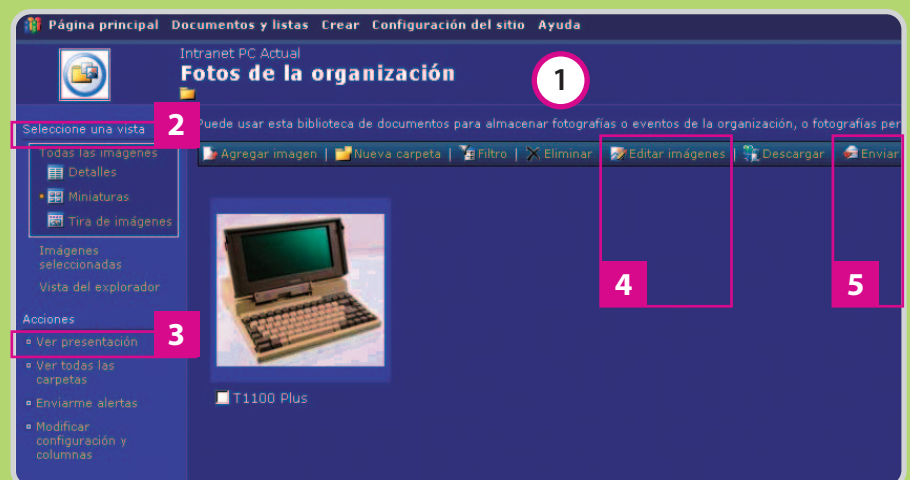 Página principal Documentos y listas Crear Configuración del sitio Ayuda
Intranet PC Actual
Fotos de la organización
1
Seleccione una vista
2
Todas las imágenes
Detalles
Miniaturas
Tira de imágenes
Imágenes
seleccionadas
Vista del explorador
Acciones
Ver presentación
3
Ver todas las
carpetas
Enviarme alertas
Modificar
configuración y
columnas
Puede usar esta biblioteca de documentos para almacenar fotografías o eventos de la organización, o fotografías per
Agregar imagen | Nueva carpeta | Filtro | Eliminar Editar imágenes | Descargar Enviar
4
5
T1100 Plus